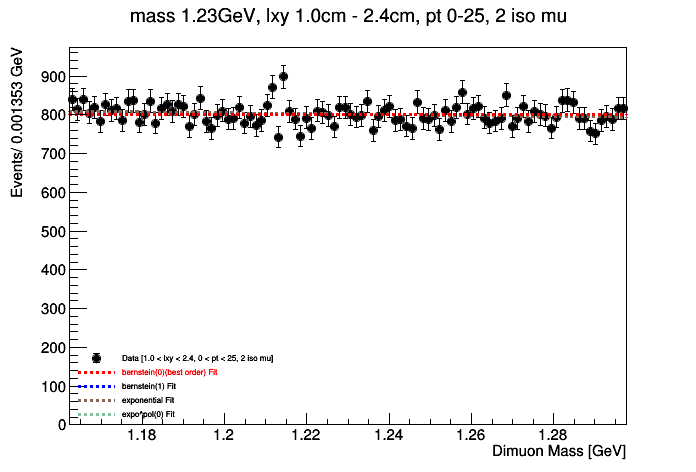 mass 1.23GeV, lxy 1.0cm - 2.4cm, pt 0-25, 2 iso mu
Events/ 0.001353 GeV
900
800
700
600
500
400
300
200
100
0
Data [1.0 < lxy < 2.4, 0 < pt < 25, 2 iso mu]
bernstein(0)(best order) Fit
bernstein(1) Fit
exponential Fit
expo*pol(0) Fit
1.18 1.2 1.22 1.24 1.26 1.28
Dimuon Mass [GeV]